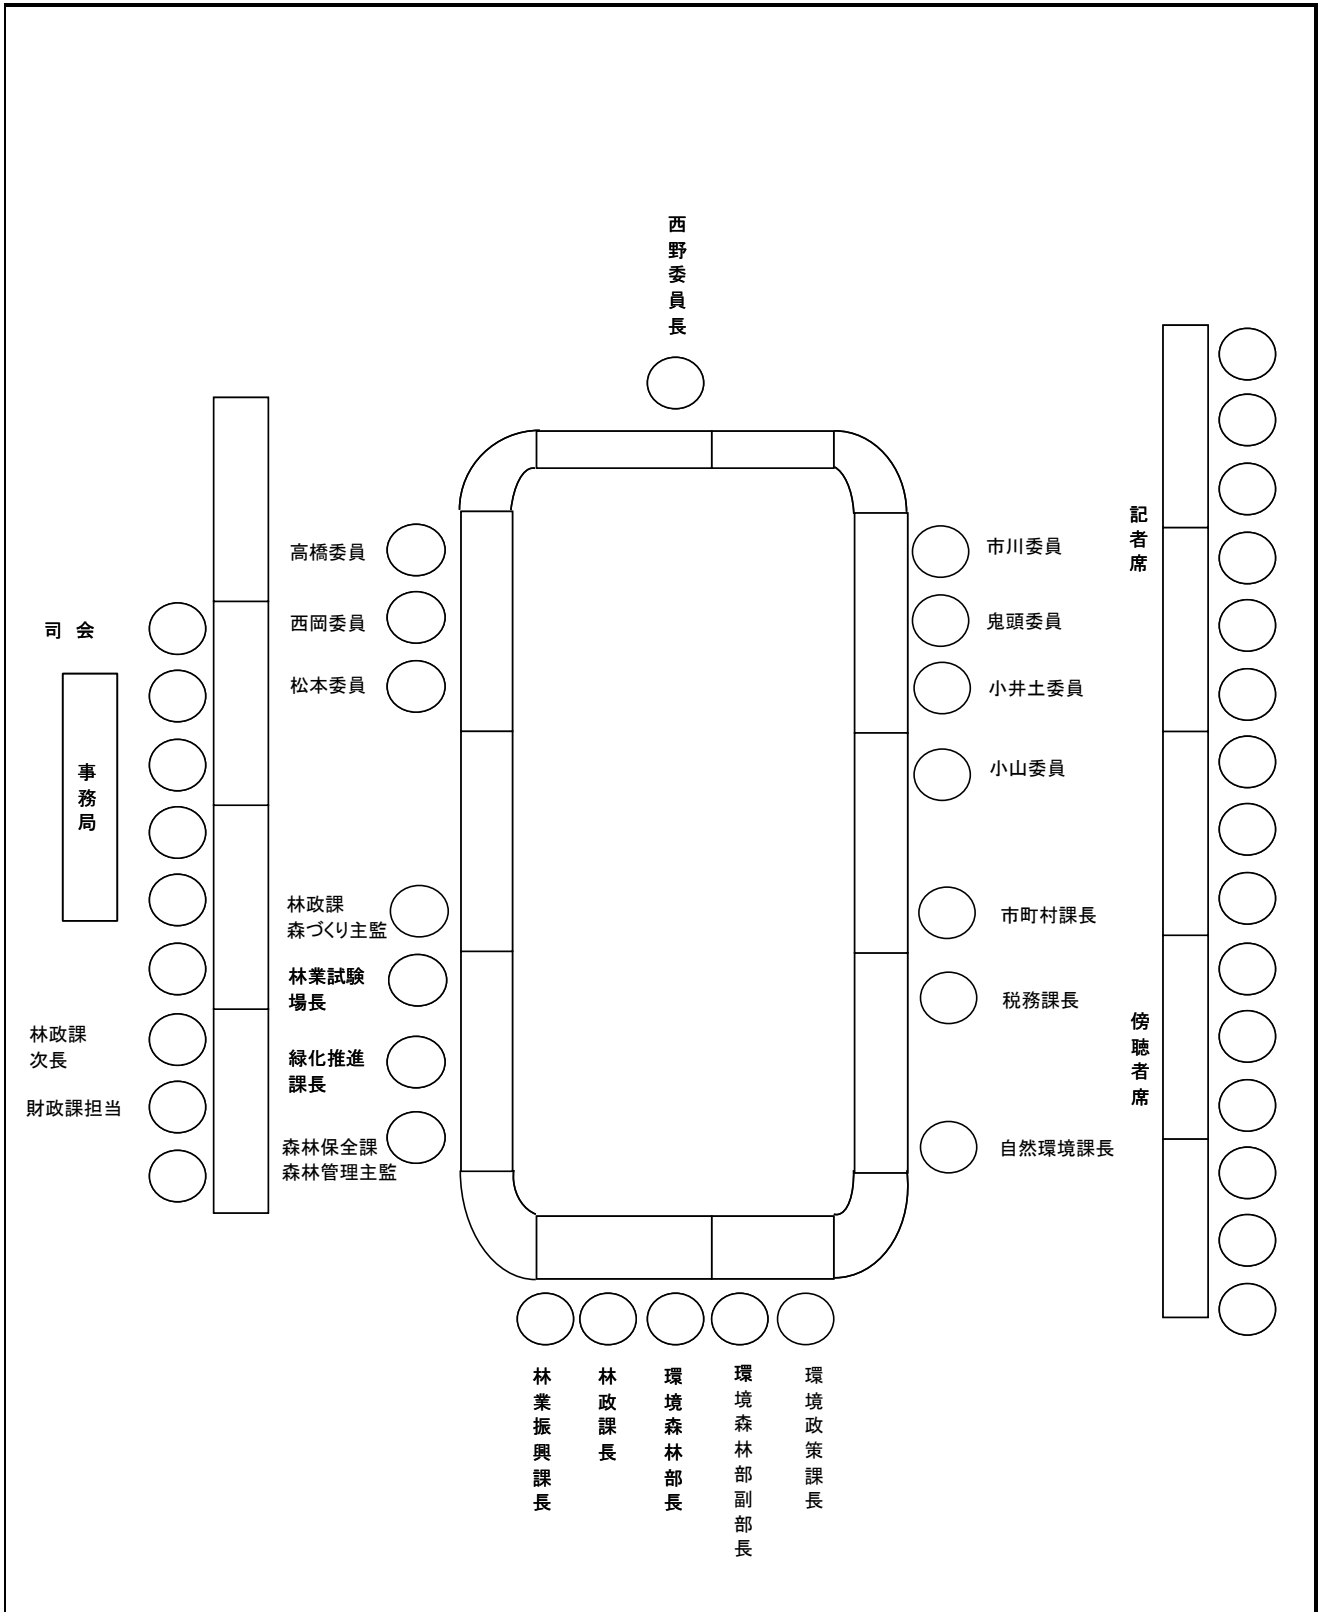 西野委員長
高橋委員
西岡委員
松本委員
市川委員
鬼頭委員
小井土委員
小山委員
記者席
傍聴者席
司 会
事務局
林政課
次長
財政課担当
林政課
森づくり主監
林業試験
場長
緑化推進
課長
森林保全課
森林管理主監
市町村課長
税務課長
自然環境課長
林業振興課長
林政課長
環境森林部長
環境森林部副部長
環境政策課長